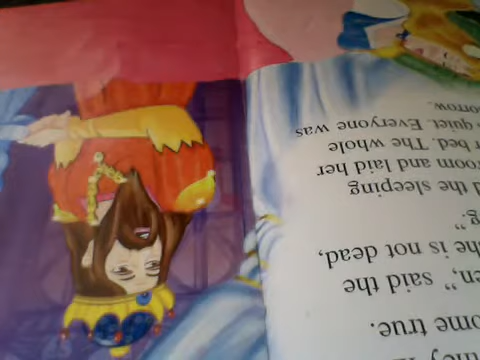 they
ome true.
en,” said the
he is not dead,
g.”
d the sleeping
room and laid her
r bed. The whole
quiet. Everyone was
orrow.